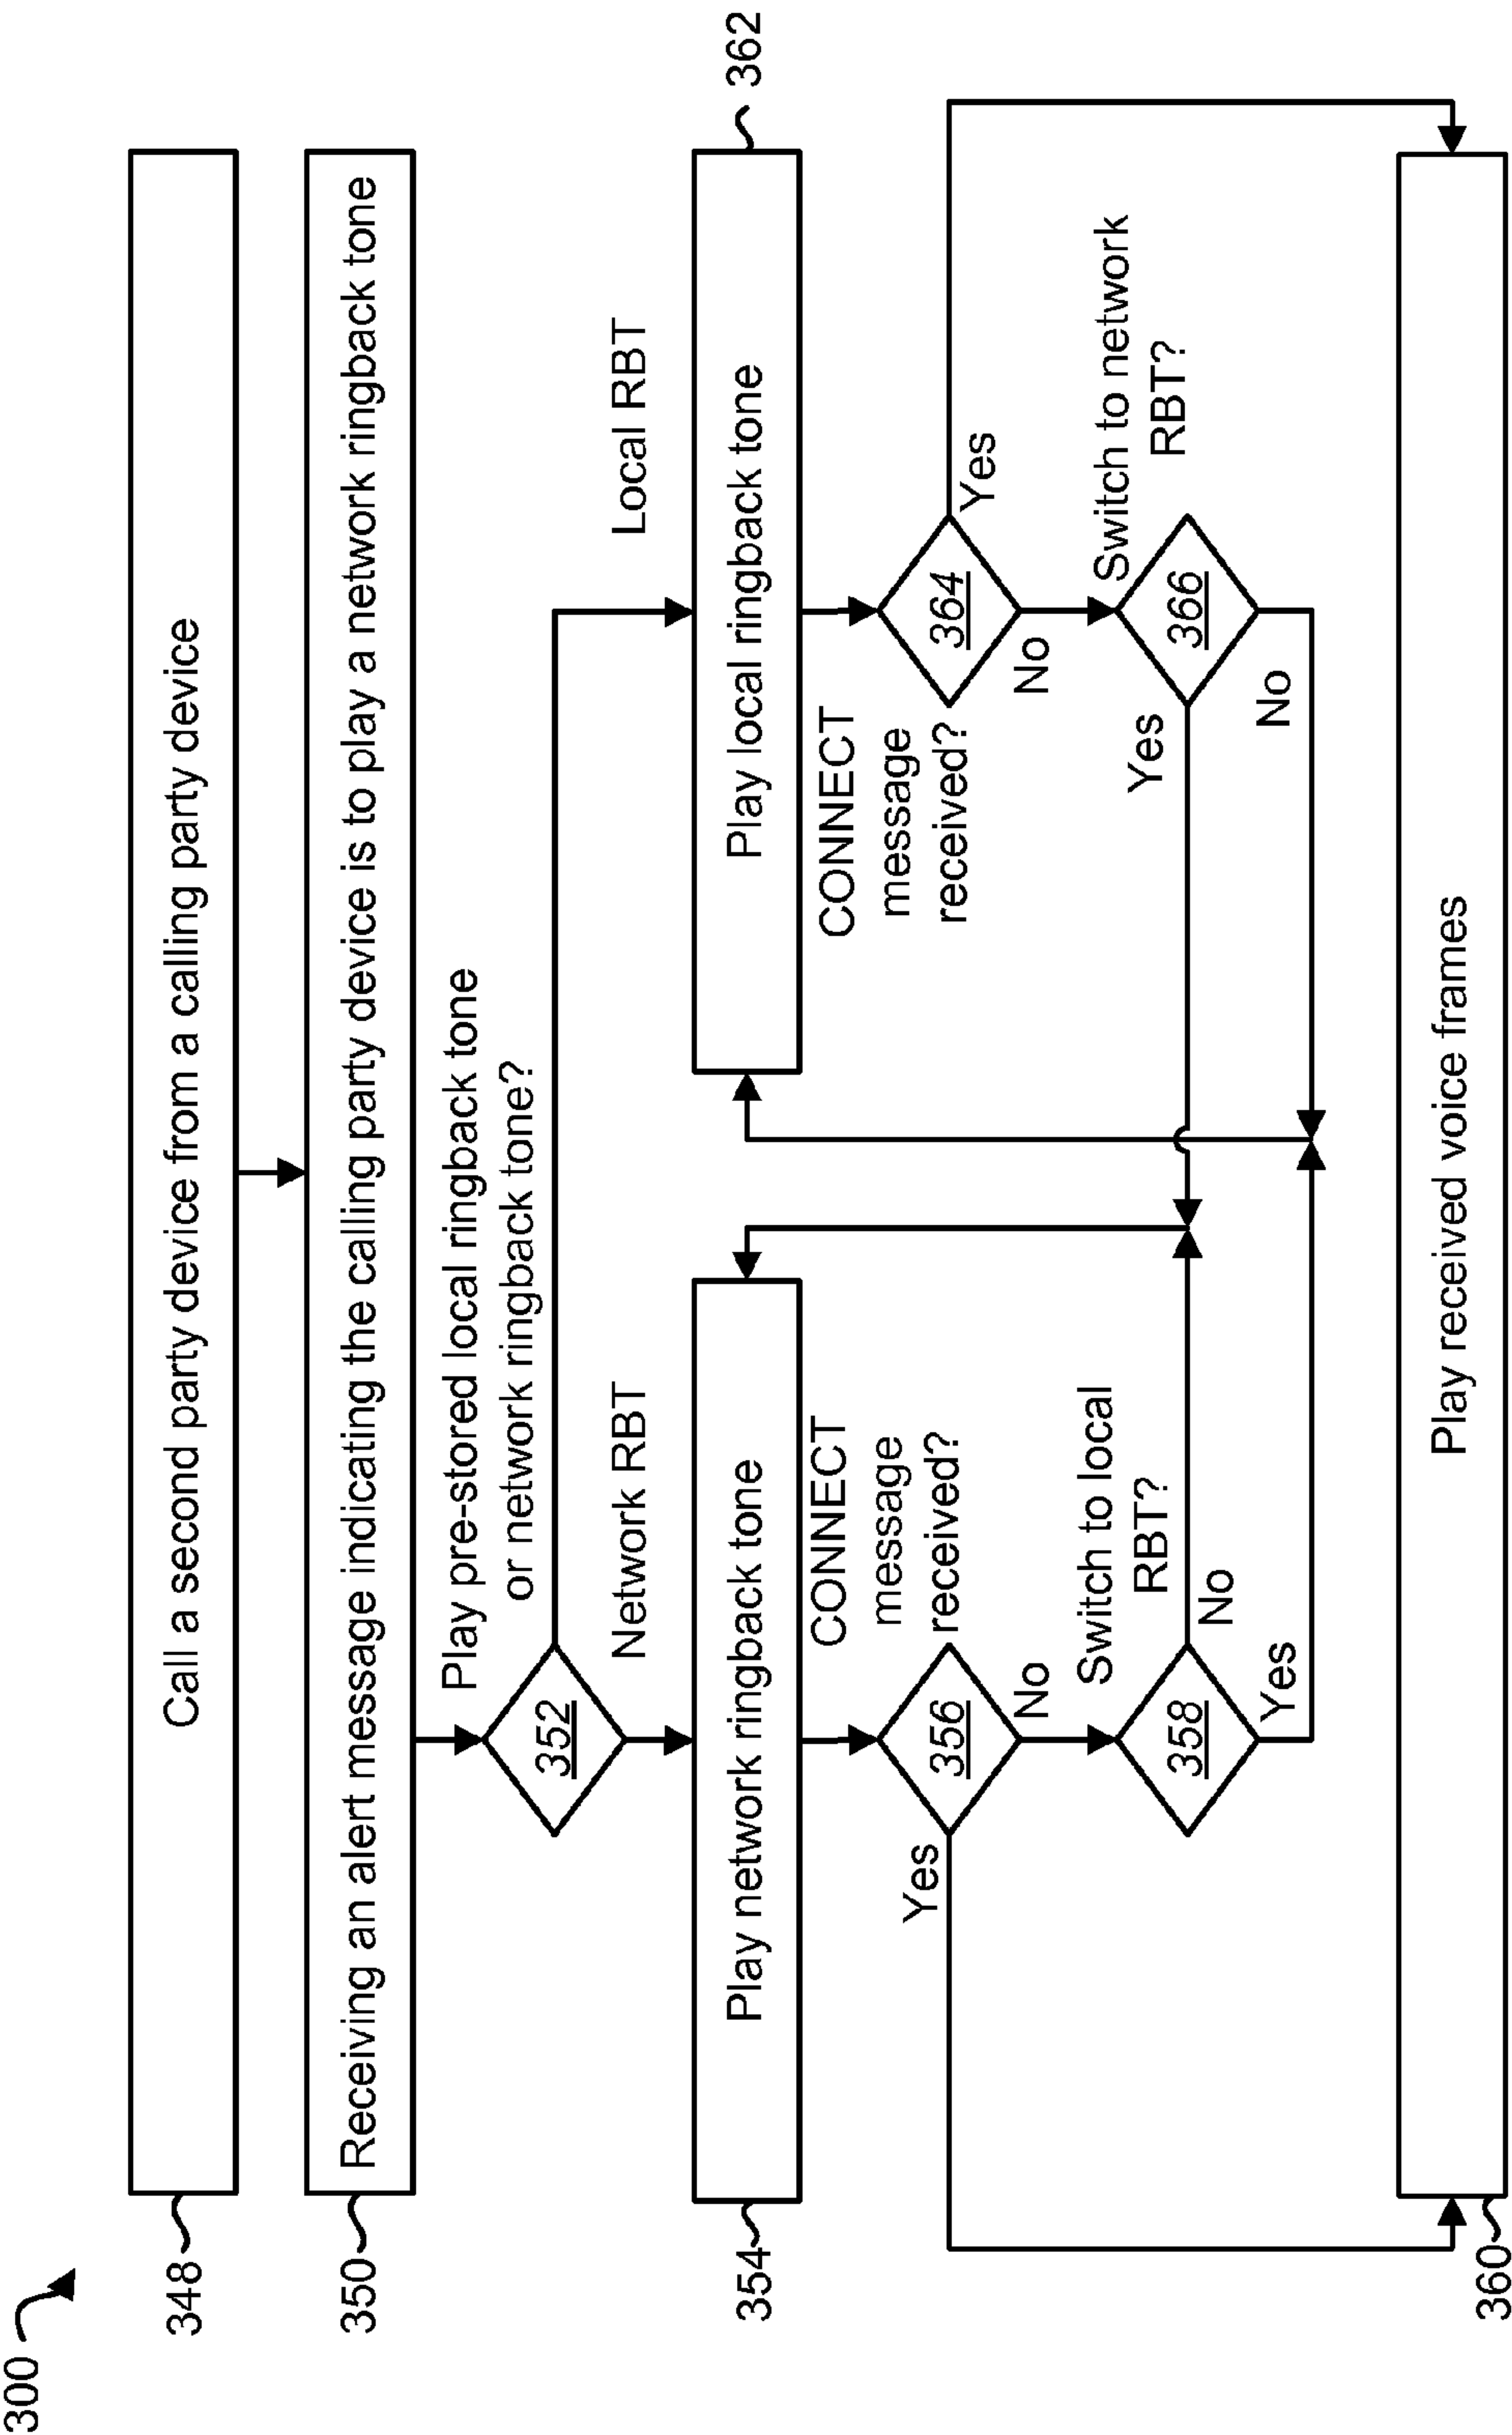 300
348
Call a second party device from a calling party device
350
Receiving an alert message indicating the calling party device is to play a network ringback tone
Play pre-stored local ringback tone
or network ringback tone?
352
Network RBT
Local RBT
354
Play network ringback tone
Play local ringback tone
362
CONNECT
message
received?
356
Yes
No
CONNECT
message
received?
364
Yes
No
Switch to local
RBT?
358
No
Yes
Switch to network
RBT?
366
Yes
No
Play received voice frames
360